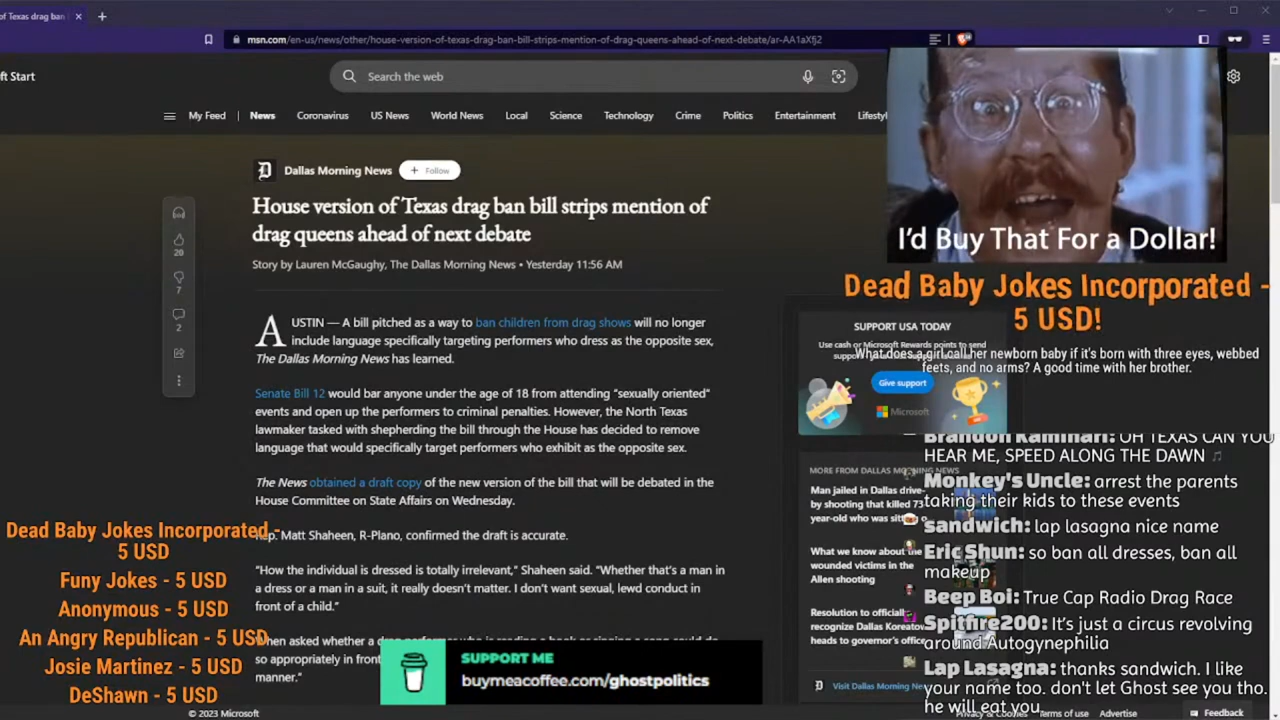 of Texas drag ban
msn.com/en-us/news/other/house-version-of-texas-drag-ban-bill-strips-mention-of-drag-queens-ahead-of-next-debate/ar-AA1aXfj2
ft Start
Search the web
My Feed
News
Coronavirus
US News
World News
Local
Science
Technology
Crime
Politics
Entertainment
Lifestyl
Dallas Morning News
+ Follow
House version of Texas drag ban bill strips mention of
drag queens ahead of next debate
Story by Lauren McGaughy, The Dallas Morning News • Yesterday 11:56 AM
20
7
2
AUSTIN — A bill pitched as a way to ban children from drag shows will no longer
include language specifically targeting performers who dress as the opposite sex,
The Dallas Morning News has learned.
Senate Bill 12 would bar anyone under the age of 18 from attending “sexually oriented”
events and open up the performers to criminal penalties. However, the North Texas
lawmaker tasked with shepherding the bill through the House has decided to remove
language that would specifically target performers who exhibit as the opposite sex.
The News obtained a draft copy of the new version of the bill that will be debated in the
House Committee on State Affairs on Wednesday.
Rep. Matt Shaheen, R-Plano, confirmed the draft is accurate.
“How the individual is dressed is totally irrelevant,” Shaheen said. “Whether that’s a man in
a dress or a man in a suit, it really doesn’t matter. I don’t want sexual, lewd conduct in
front of a child.”
When asked whether a drag performer who is reading a book or singing a song could do
so appropriately in front
manner.”
© 2023 Microsoft
I’d Buy That For a Dollar!
Dead Baby Jokes Incorporated -
5 USD!
What does a girl call her newborn baby if it's born with three eyes, webbed
feets, and no arms? A good time with her brother.
SUPPORT USA TODAY
Use cash or Microsoft Rewards points to send
Give support
Microsoft
MORE FROM DALLAS MORNING NEWS
Man jailed in Dallas drive-
by shooting that killed 73
year-old who was
What we know about the
wounded victims in the
Allen shooting
Resolution to officially
recognize Dallas Koreatown
heads to governor’s office
Visit Dallas Morning News
Brandon Kaminari: OH TEXAS CAN YOU
HEAR ME, SPEED ALONG THE DAWN 🎵
Monkey's Uncle: arrest the parents
taking their kids to these events
sandwich: lap lasagna nice name
Eric Shun: so ban all dresses, ban all
makeup
Beep Boi: True Cap Radio Drag Race
Spitfire200: It's just a circus revolving
around Autogynephilia
Lap Lasagna: thanks sandwich. I like
your name too. don't let Ghost see you tho.
he will eat you
Privacy & Cookies
Terms of use
Advertise
Feedback
Dead Baby Jokes Incorporated -
5 USD
Funy Jokes - 5 USD
Anonymous - 5 USD
An Angry Republican - 5 USD
Josie Martinez - 5 USD
DeShawn - 5 USD
SUPPORT ME
buymeacoffee.com/ghostpolitics